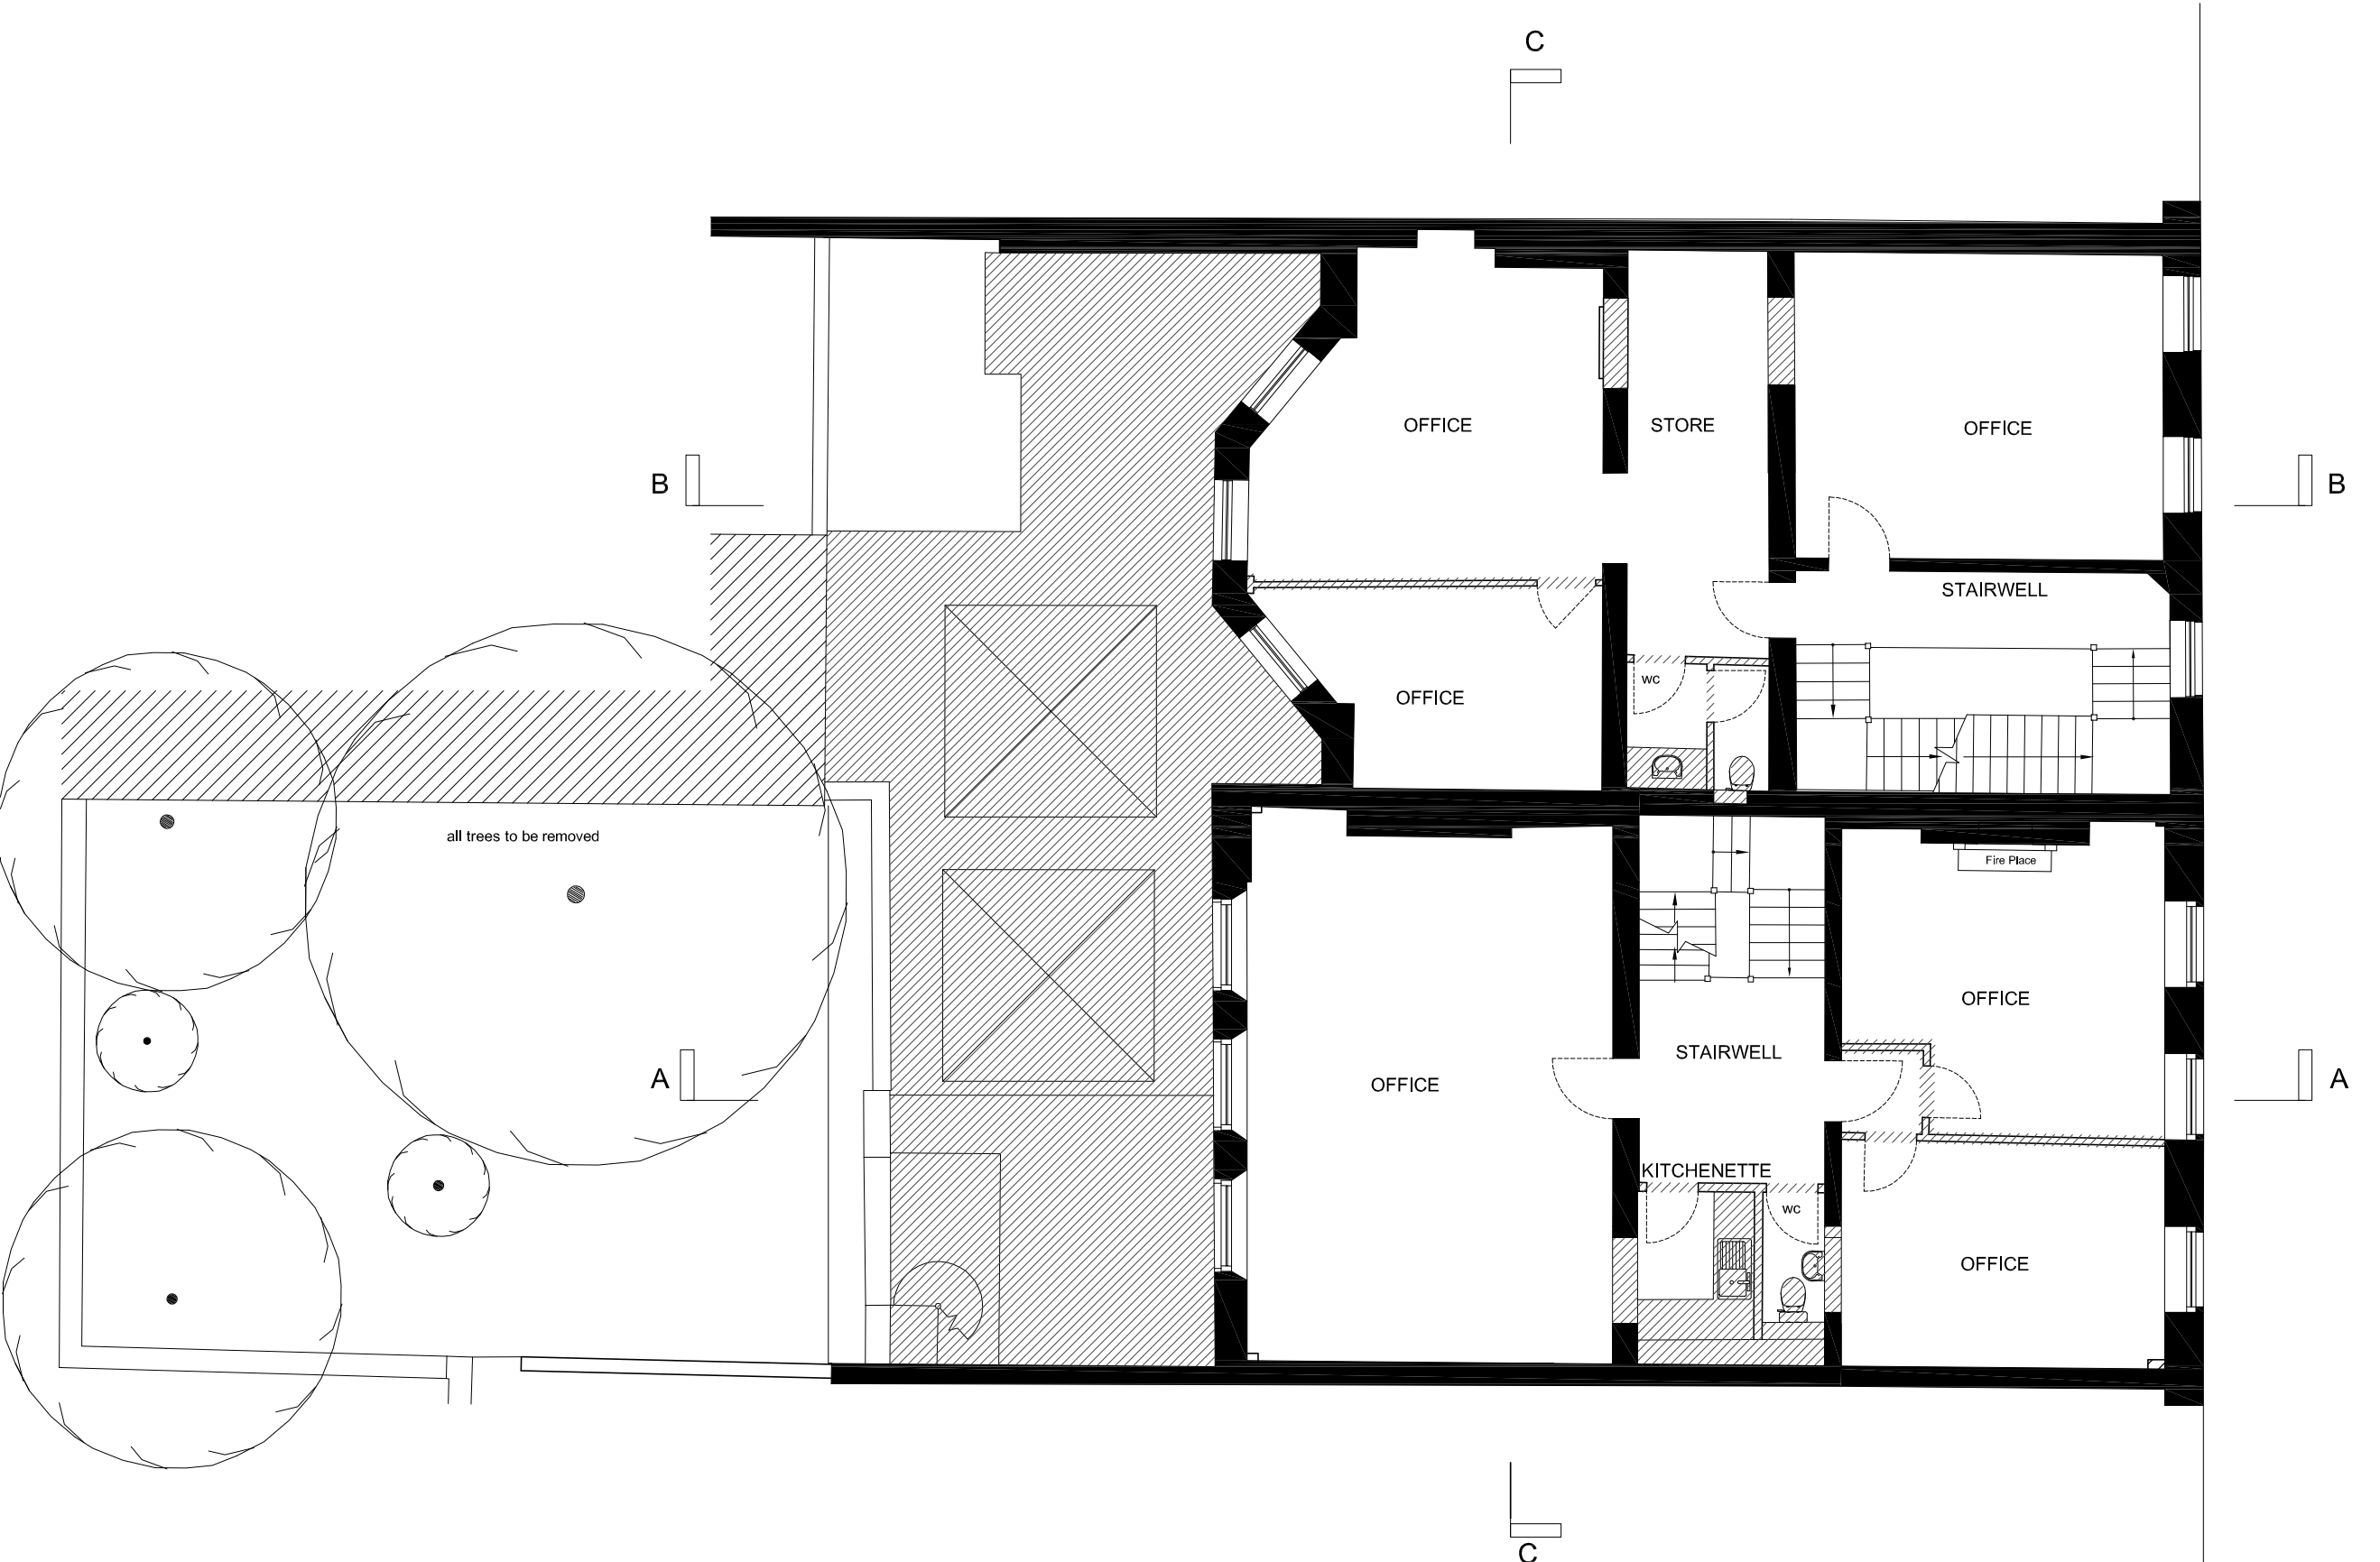 C
OFFICE
STORE
OFFICE
B
B
STAIRWELL
wc
OFFICE
all trees to be removed
Fire Place
OFFICE
STAIRWELL
A
OFFICE
A
KITCHENETTE
wc
OFFICE
C